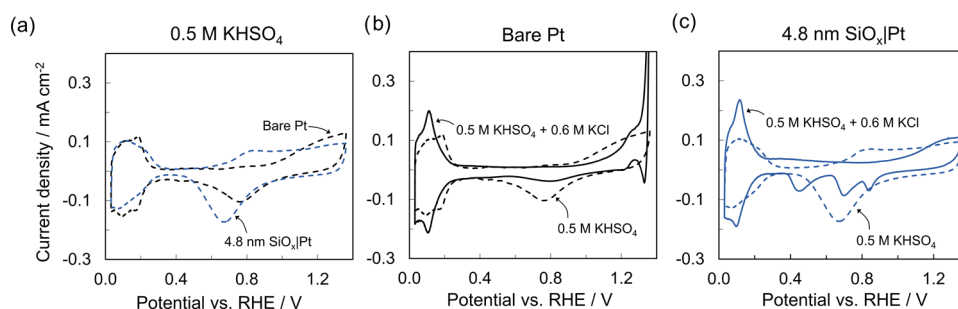 (a)
0.5 M KHSO₄
Current density / mA cm⁻²
0.3
0.1
-0.1
-0.3
Bare Pt
4.8 nm SiOₓ|Pt
0.0
0.4
0.8
1.2
Potential vs. RHE / V
(b)
Bare Pt
0.3
0.1
-0.1
-0.3
0.5 M KHSO₄ + 0.6 M KCl
0.5 M KHSO₄
0.0
0.4
0.8
1.2
Potential vs. RHE / V
(c)
4.8 nm SiOₓ|Pt
0.3
0.1
-0.1
-0.3
0.5 M KHSO₄ + 0.6 M KCl
0.5 M KHSO₄
0.0
0.4
0.8
1.2
Potential vs. RHE / V